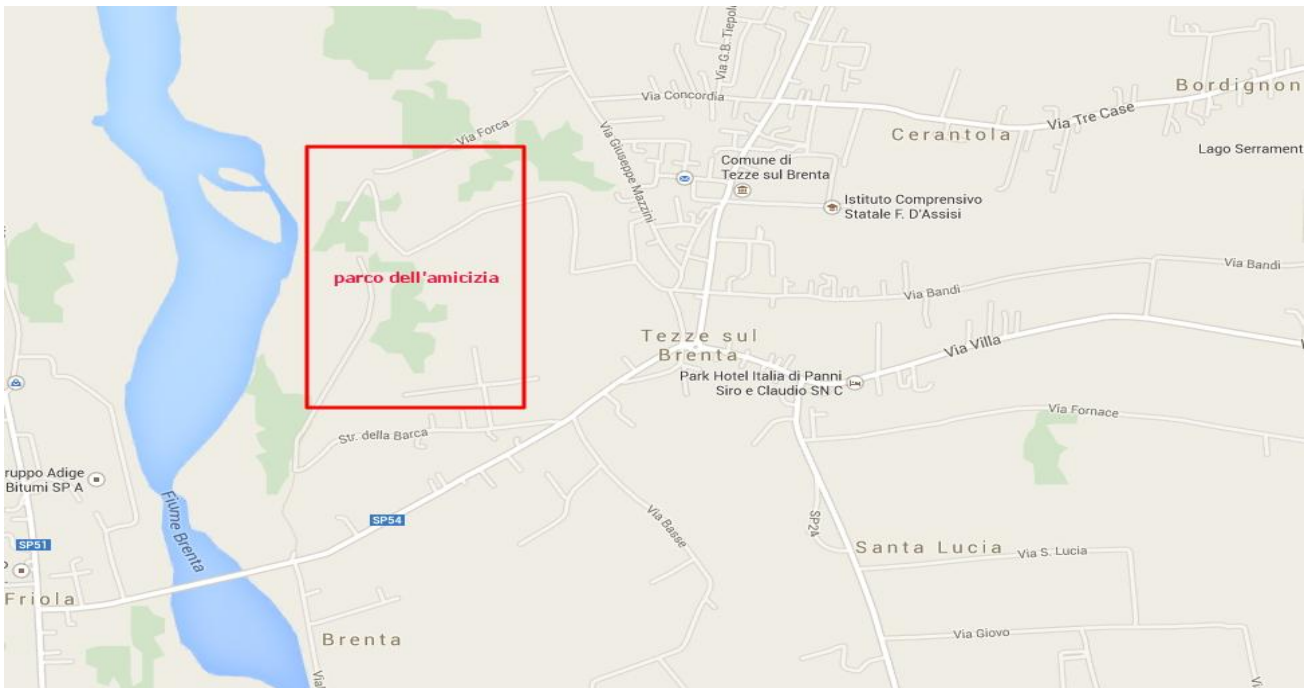 Via G.B. Tiepol
Bordignon
Via Concordia
Via Tre Case
Cerantola
Via Forca
Via Giuseppe Mazzini
Lago Serrament
Comune di
Tezze sul Brenta
Istituto Comprensivo
Statale F. D'Assisi
parco dell'amicizia
Via Bandi
Via Bandi
Tezze sul
Brenta
Via Villa
Park Hotel Italia di Panni
Siro e Claudio SN C
Via Fornace
Str. della Barca
ruppo Adige
Bitumi SP A
Fiume Brenta
SP54
Via Basse
SP24
SP51
Santa Lucia
Via S. Lucia
Friola
Brenta
Via Giovo